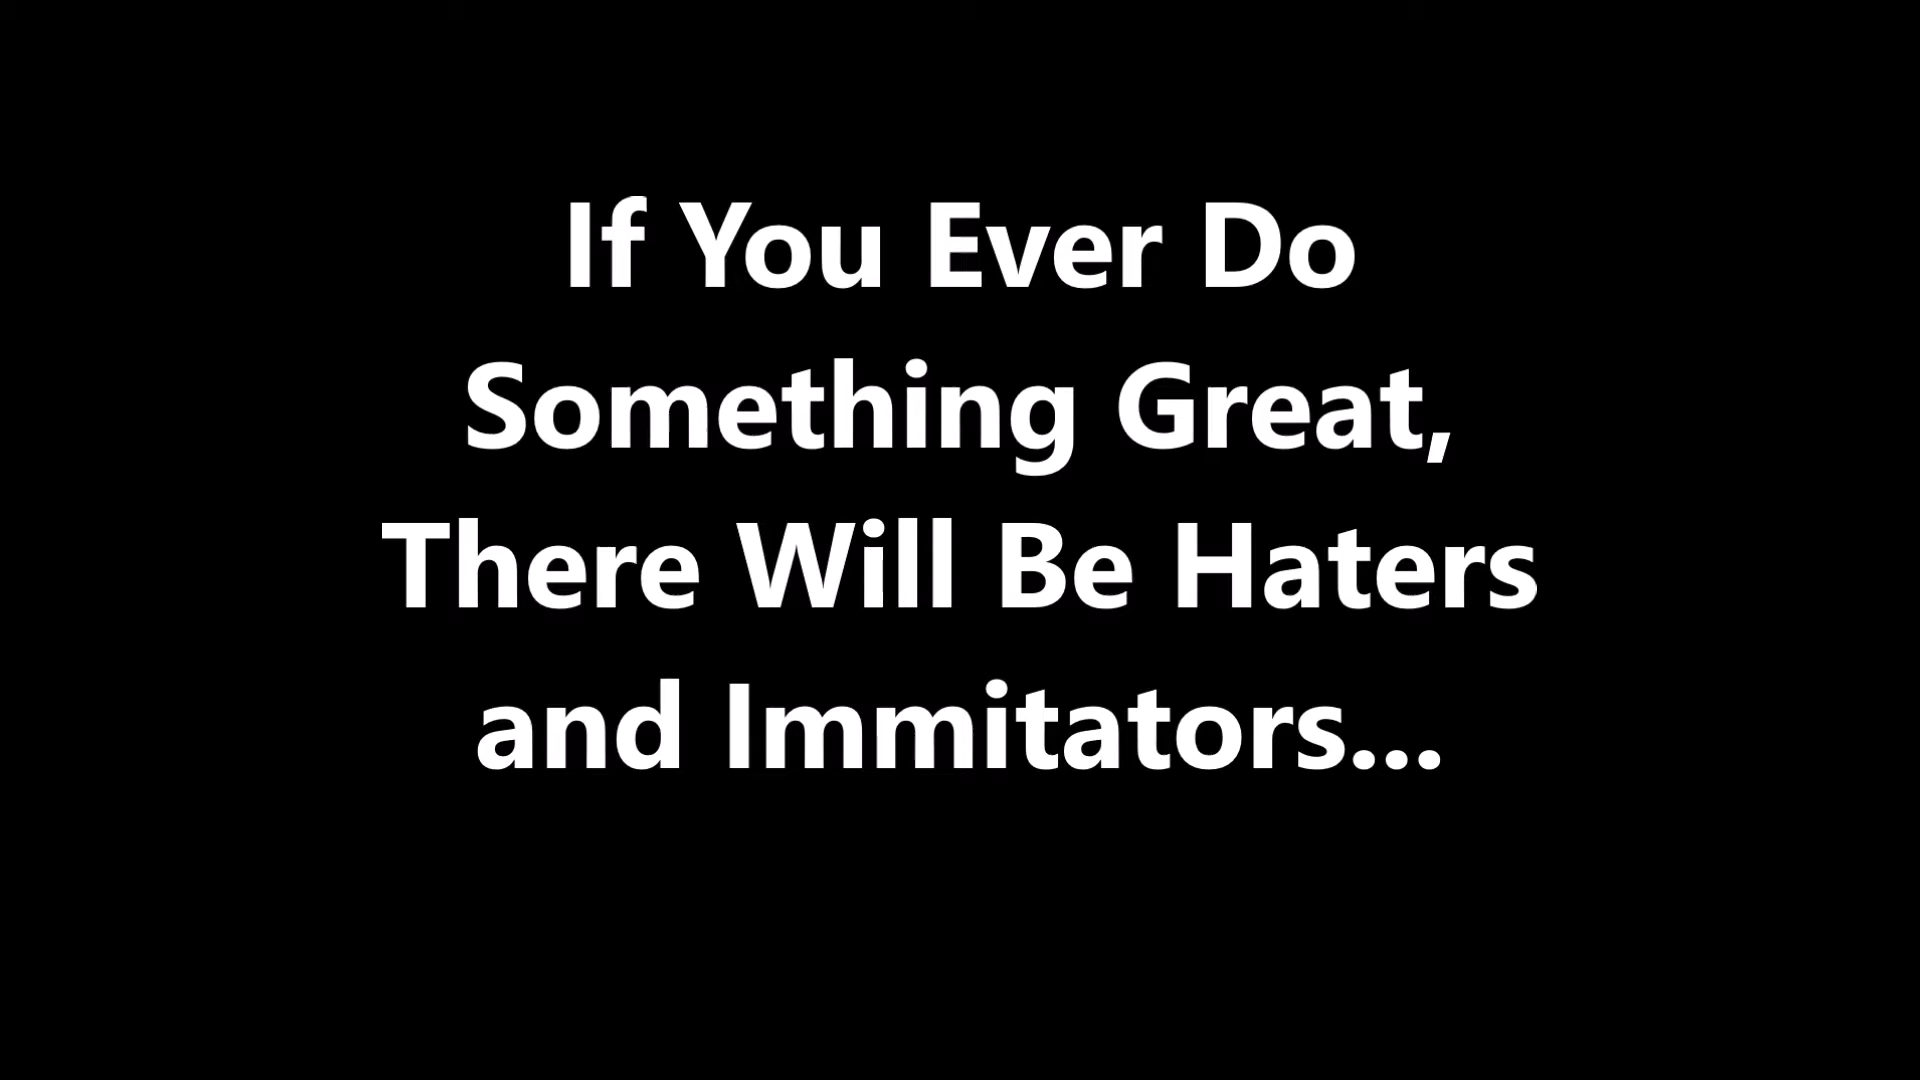 If You Ever Do
Something Great,
There Will Be Haters
and Immitators...